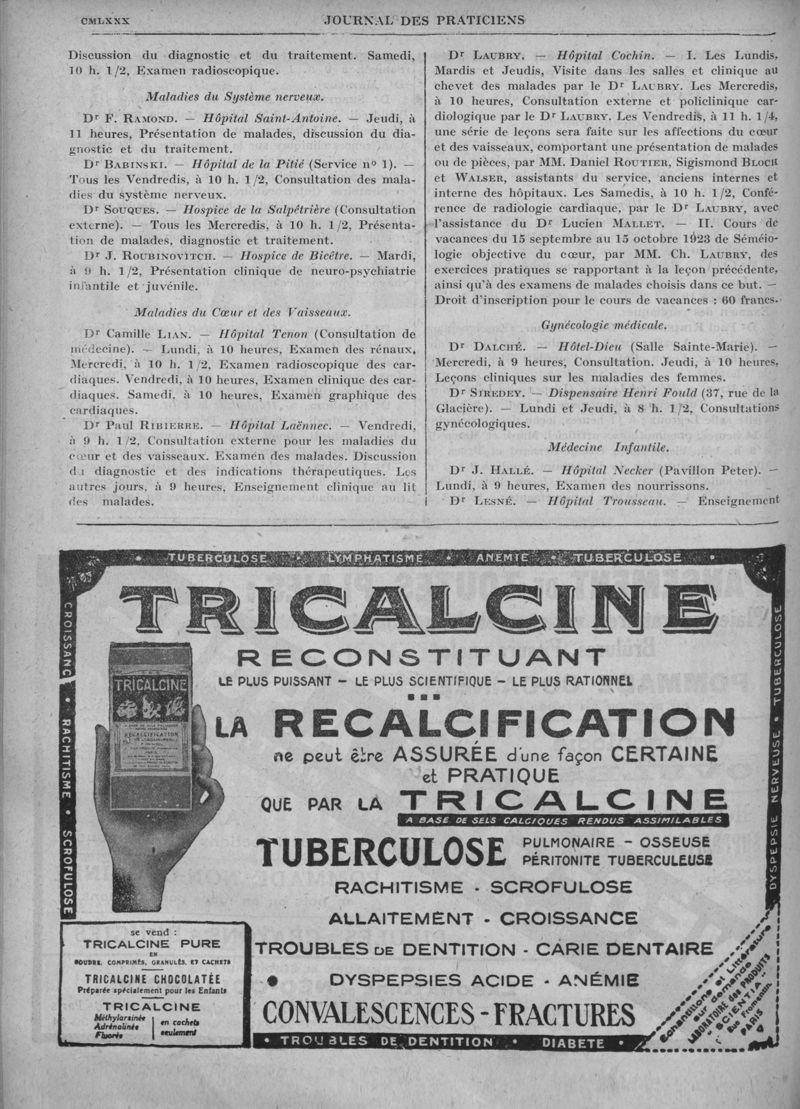 CMLXXX
JOURNAL DES PRATICIENS
Discussion du diagnostic et du traitement. Samedi,
10 h. 1/2, Examen radioscopique.
Maladies du Système nerveux.
Dr F. RAMOND. — Hôpital Saint-Antoine. — Jeudi, à
11 heures, Présentation de malades, discussion du dia-
gnostic et du traitement.
Dr BABINSKI. — Hôpital de la Pitié (Service no 1). —
Tous les Vendredis, à 10 h. 1/2, Consultation des mala-
dies du système nerveux.
Dr SOUQUES. — Hospice de la Salpêtrière (Consultation
externe). — Tous les Mercredis, à 10 h. 1/2, Présenta-
tion de malades, diagnostic et traitement.
Dr J. ROUBINOVITCH. — Hospice de Bicêtre. — Mardi,
à 9 h. 1/2, Présentation clinique de neuro-psychiatrie
infantile et juvénile.
Maladies du Cœur et des Vaisseaux.
Dr Camille LIAN. — Hôpital Tenon (Consultation de
médecine). — Lundi, à 10 heures, Examen des rénaux,
Mercredi, à 10 h. 1/2, Examen radioscopique des car-
diaques. Vendredi, à 10 heures, Examen clinique des car-
diaques. Samedi, à 10 heures, Examen graphique des
cardiaques.
Dr Paul RIBIERRE. — Hôpital Laënnec. — Vendredi,
à 9 h. 1/2, Consultation externe pour les maladies du
cœur et des vaisseaux. Examen des malades. Discussion
du diagnostic et des indications thérapeutiques. Les
autres jours, à 9 heures, Enseignement clinique au lit
des malades.
Dr LAUBRY. — Hôpital Cochin. — I. Les Lundis,
Mardis et Jeudis, Visite dans les salles et clinique au
chevet des malades par le Dr LAUBRY. Les Mercredis,
à 10 heures, Consultation externe et policlinique car-
diologique par le Dr LAUBRY. Les Vendredis, à 11 h. 1/4,
une série de leçons sera faite sur les affections du cœur
et des vaisseaux, comportant une présentation de malades
ou de pièces, par MM. Daniel ROUTIER, Sigismond BLOCH
et WALSER, assistants du service, anciens internes et
interne des hôpitaux. Les Samedis, à 10 h. 1/2, Confé-
rence de radiologie cardiaque, par le Dr LAUBRY, avec
l'assistance du Dr Lucien MALLET. — II. Cours de
vacances du 15 septembre au 15 octobre 1923 de Séméio-
logie objective du cœur, par MM. Ch. LAUBRY, des
exercices pratiques se rapportant à la leçon précédente,
ainsi qu'à des examens de malades choisis dans ce but. —
Droit d'inscription pour le cours de vacances : 60 francs.
Gynécologie médicale.
Dr DALCHÉ. — Hôtel-Dieu (Salle Sainte-Marie). —
Mercredi, à 9 heures, Consultation. Jeudi, à 10 heures,
Leçons cliniques sur les maladies des femmes.
Dr SIREDEY. — Dispensaire Henri Fould (37, rue de la
Glacière). — Lundi et Jeudi, à 8 h. 1/2, Consultations
gynécologiques.
Médecine Infantile.
Dr J. HALLÉ. — Hôpital Necker (Pavillon Peter). —
Lundi, à 9 heures, Examen des nourrissons.
Dr LESNÉ. — Hôpital Trousseau. — Enseignement
• TUBERCULOSE LYMPHATISME ANEMIE TUBERCULOSE •
CROISSANCE • RACHITISME • SCROFULOSE
TUBERCULOSE • DYSPEPSIE NERVEUSE
TRICALCINE
RECONSTITUANT
LE PLUS PUISSANT — LE PLUS SCIENTIFIQUE — LE PLUS RATIONNEL
TRICALCINE
RECALCIFICATION
LA RECALCIFICATION
ne peut être ASSURÉE d'une façon CERTAINE
et PRATIQUE
QUE PAR LA TRICALCINE
A BASE DE SELS CALCIQUES RENDUS ASSIMILABLES
TUBERCULOSE PULMONAIRE - OSSEUSE
PÉRITONITE TUBERCULEUSE
RACHITISME - SCROFULOSE
ALLAITEMENT - CROISSANCE
TROUBLES DE DENTITION - CARIE DENTAIRE
• DYSPEPSIES ACIDE - ANÉMIE
CONVALESCENCES - FRACTURES
se vend :
TRICALCINE PURE
EN
POUDRE, COMPRIMÉS, GRANULÉS, ET CACHETS
TRICALCINE CHOCOLATÉE
Préparée spécialement pour les Enfants
TRICALCINE
Méthylarsinée
Adrénalinée
Fluorée
en cachets
seulement
Echantillons et Littérature
sur demande
LABORATOIRE des PRODUITS
"SCIENTIA"
Rue Fromentin
PARIS
• TROUBLES DE DENTITION • DIABETE •